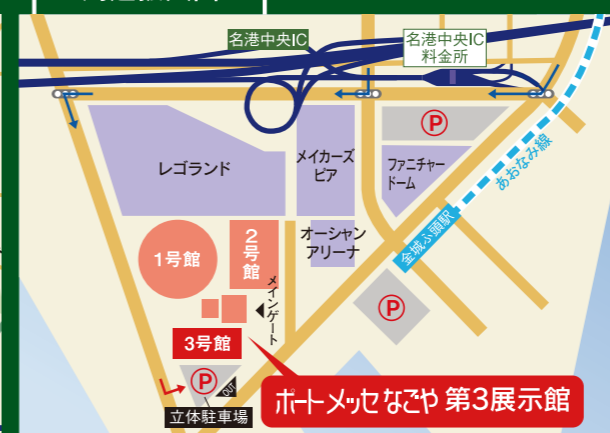 名港中央IC
名港中央IC
料金所
P
レゴランド
メイカーズ
ピア
ファニチャー
ドーム
あおなみ線
金城ふ頭駅
オーシャン
アリーナ
1号館
2号館
メインゲート
P
3号館
P
OUT
立体駐車場
ポートメッセなごや 第3展示館